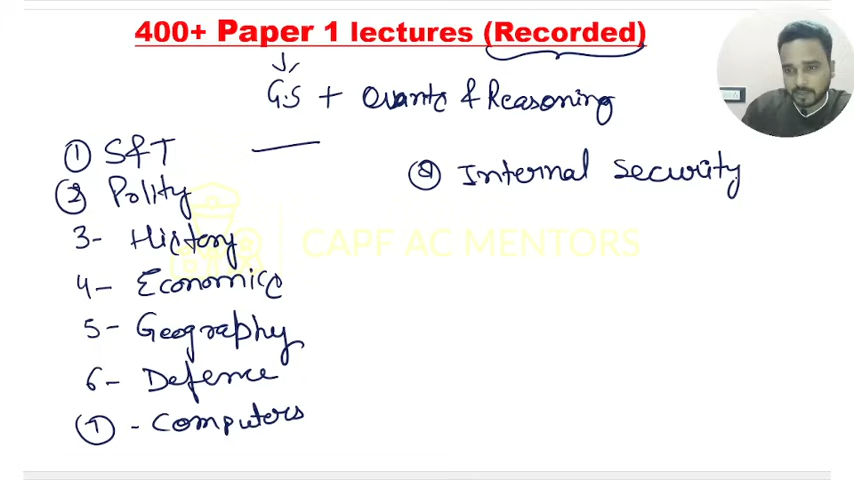 400+ Paper 1 lectures (Recorded)
G.S + Quants & Reasoning
① S&T
② Polity
3- History
4- Economics
5- Geography
6- Defence
⑦ - Computers
⑧ Internal Security
CAPF AC MENTORS